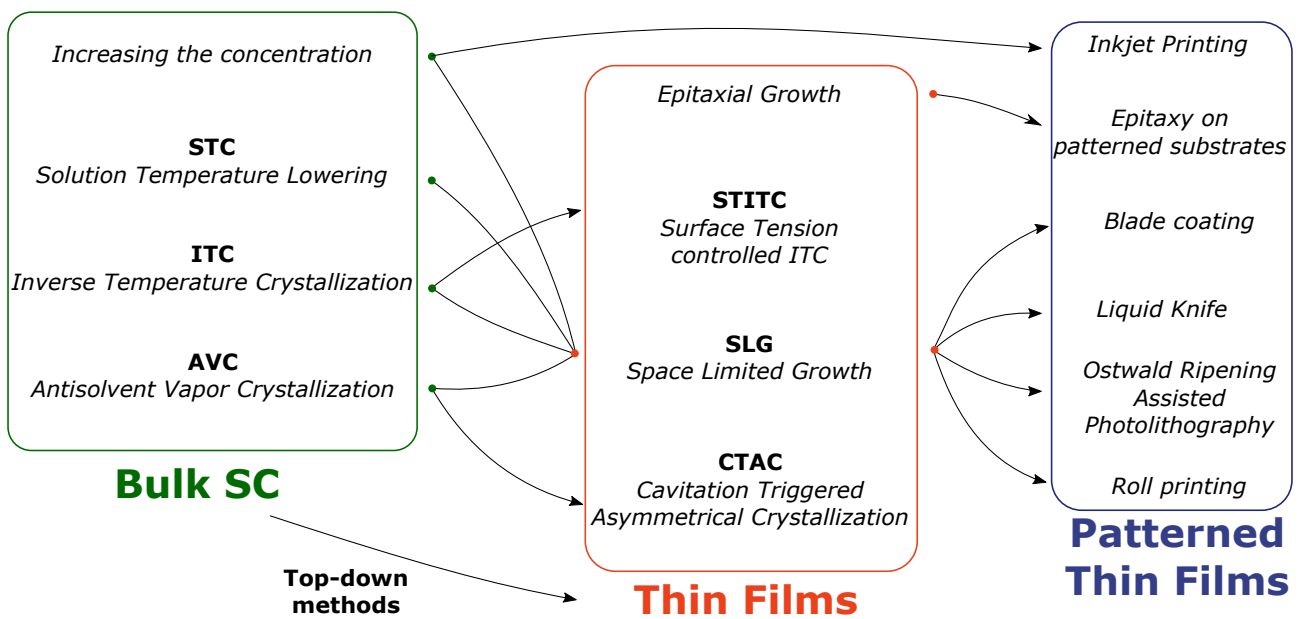 Increasing the concentration
STC
Solution Temperature Lowering
ITC
Inverse Temperature Crystallization
AVC
Antisolvent Vapor Crystallization
Bulk SC
Top-down
methods
Epitaxial Growth
STITC
Surface Tension
controlled ITC
SLG
Space Limited Growth
CTAC
Cavitation Triggered
Asymmetrical Crystallization
Thin Films
Inkjet Printing
Epitaxy on
patterned substrates
Blade coating
Liquid Knife
Ostwald Ripening
Assisted
Photolithography
Roll printing
Patterned
Thin Films